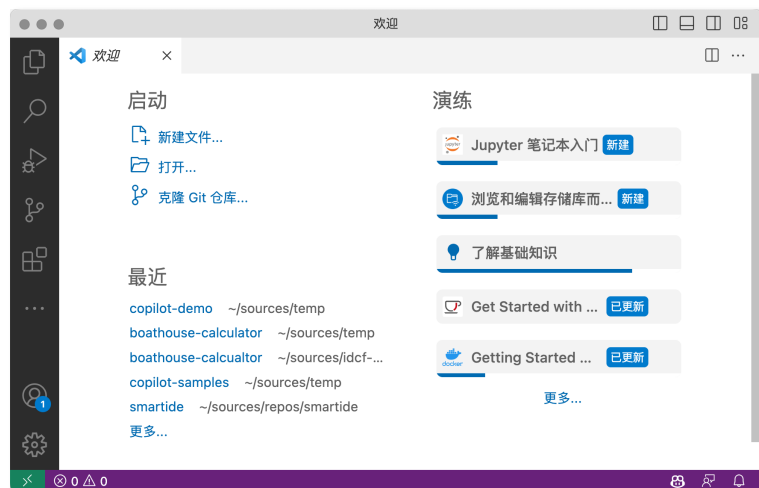 欢迎
欢迎
启动
新建文件...
打开...
克隆 Git 仓库...
最近
copilot-demo ~/sources/temp
boathouse-calculator ~/sources/temp
boathouse-calcualtor ~/sources/idcf-...
copilot-samples ~/sources/temp
smartide ~/sources/repos/smartide
更多...
演练
Jupyter 笔记本入门 新建
浏览和编辑存储库而... 新建
了解基础知识
Get Started with ... 已更新
docker
Getting Started ... 已更新
更多...
1
0 0